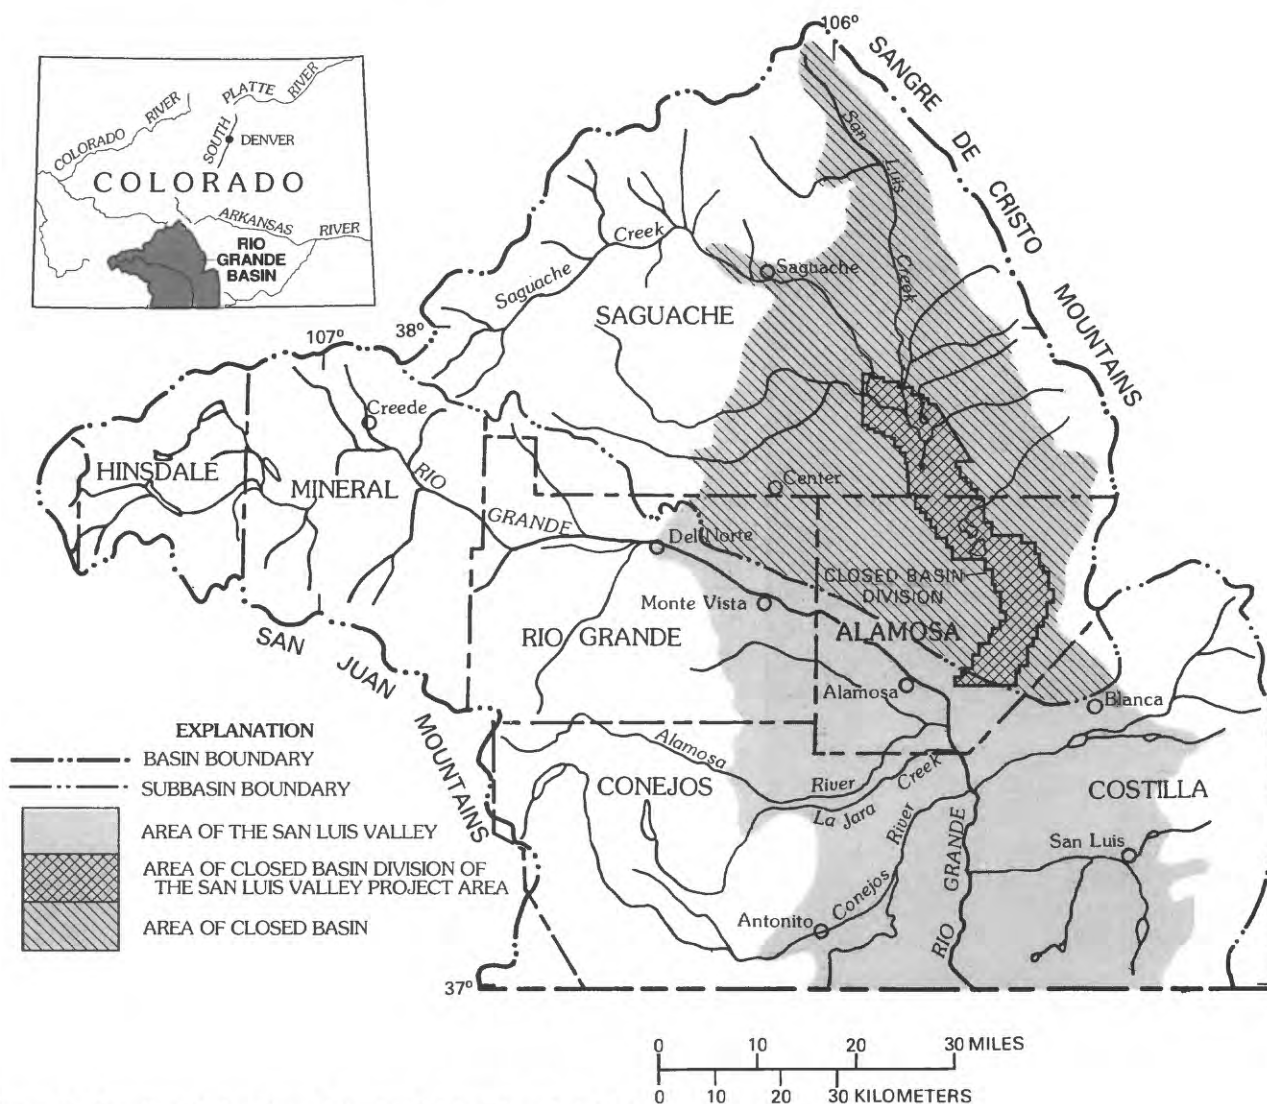 COLORADO RIVER
SOUTH PLATTE RIVER
DENVER
COLORADO
ARKANSAS RIVER
RIO
GRANDE
BASIN
106°
SANGRE DE CRISTO MOUNTAINS
San Luis Creek
Saguache Creek
Saguache
SAGUACHE
38°
107°
Creede
HINSDALE
MINERAL
RIO GRANDE
Center
Del Norte
CLOSED BASIN
DIVISION
Monte Vista
RIO GRANDE
ALAMOSA
SAN JUAN MOUNTAINS
Alamosa
Blanca
EXPLANATION
BASIN BOUNDARY
SUBBASIN BOUNDARY
AREA OF THE SAN LUIS VALLEY
AREA OF CLOSED BASIN DIVISION OF
THE SAN LUIS VALLEY PROJECT AREA
AREA OF CLOSED BASIN
Alamosa River
La Jara Creek
CONEJOS
COSTILLA
San Luis
Conejos River
RIO GRANDE
Antonito
37°
0 10 20 30 MILES
0 10 20 30 KILOMETERS